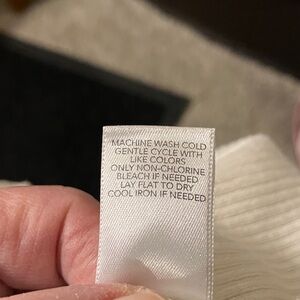 MACHINE WASH COLD
GENTLE CYCLE WITH
LIKE COLORS
ONLY NON-CHLORINE
BLEACH IF NEEDED
LAY FLAT TO DRY
COOL IRON IF NEEDED